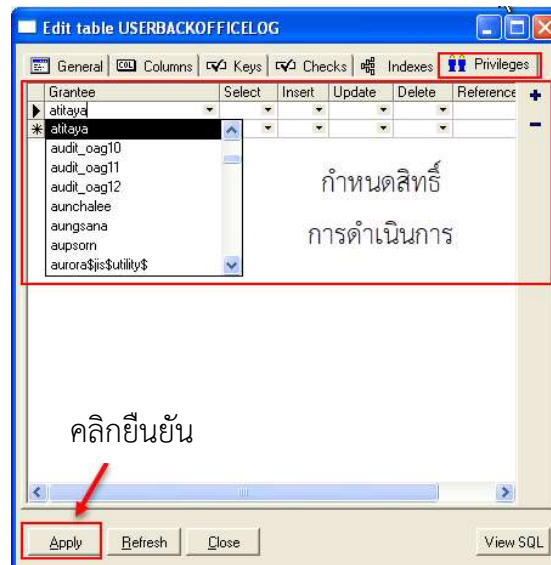 Edit table USERBACKOFFICELOG
General Columns Keys Checks Indexes Privileges
Grantee Select Insert Update Delete Reference
atitaya
atitaya
audit_oag10
audit_oag11
audit_oag12
aunchalee
aungsana
aupsorn
aurora$jis$utility$
กำหนดสิทธิ์
การดำเนินการ
คลิกยืนยัน
Apply Refresh Close View SQL